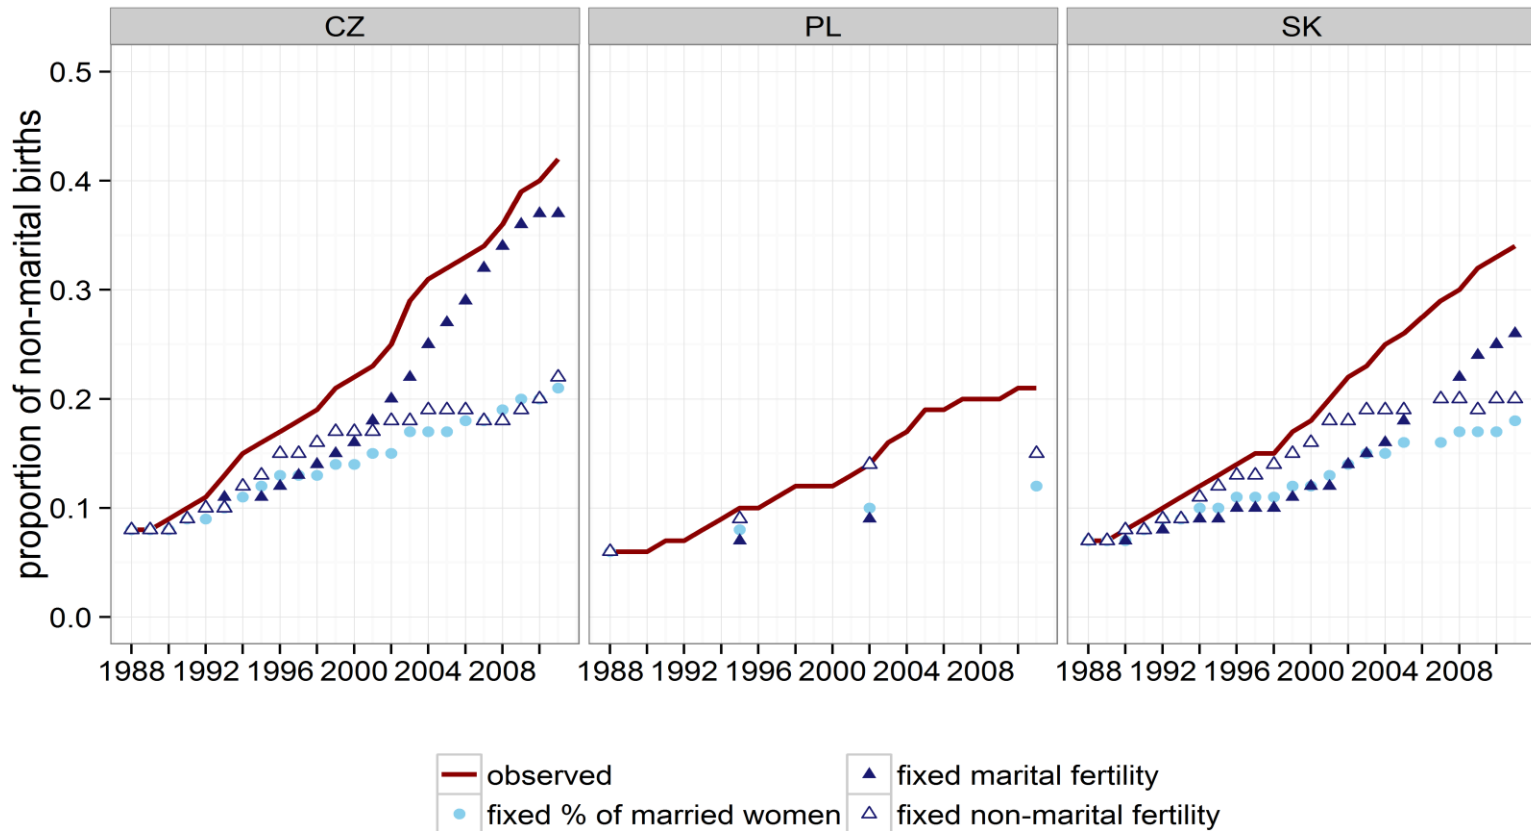 CZ PL SK
proportion of non-marital births
0.5
0.4
0.3
0.2
0.1
0.0
1988 1992 1996 2000 2004 2008 1988 1992 1996 2000 2004 2008 1988 1992 1996 2000 2004 2008
observed fixed marital fertility
fixed % of married women fixed non-marital fertility